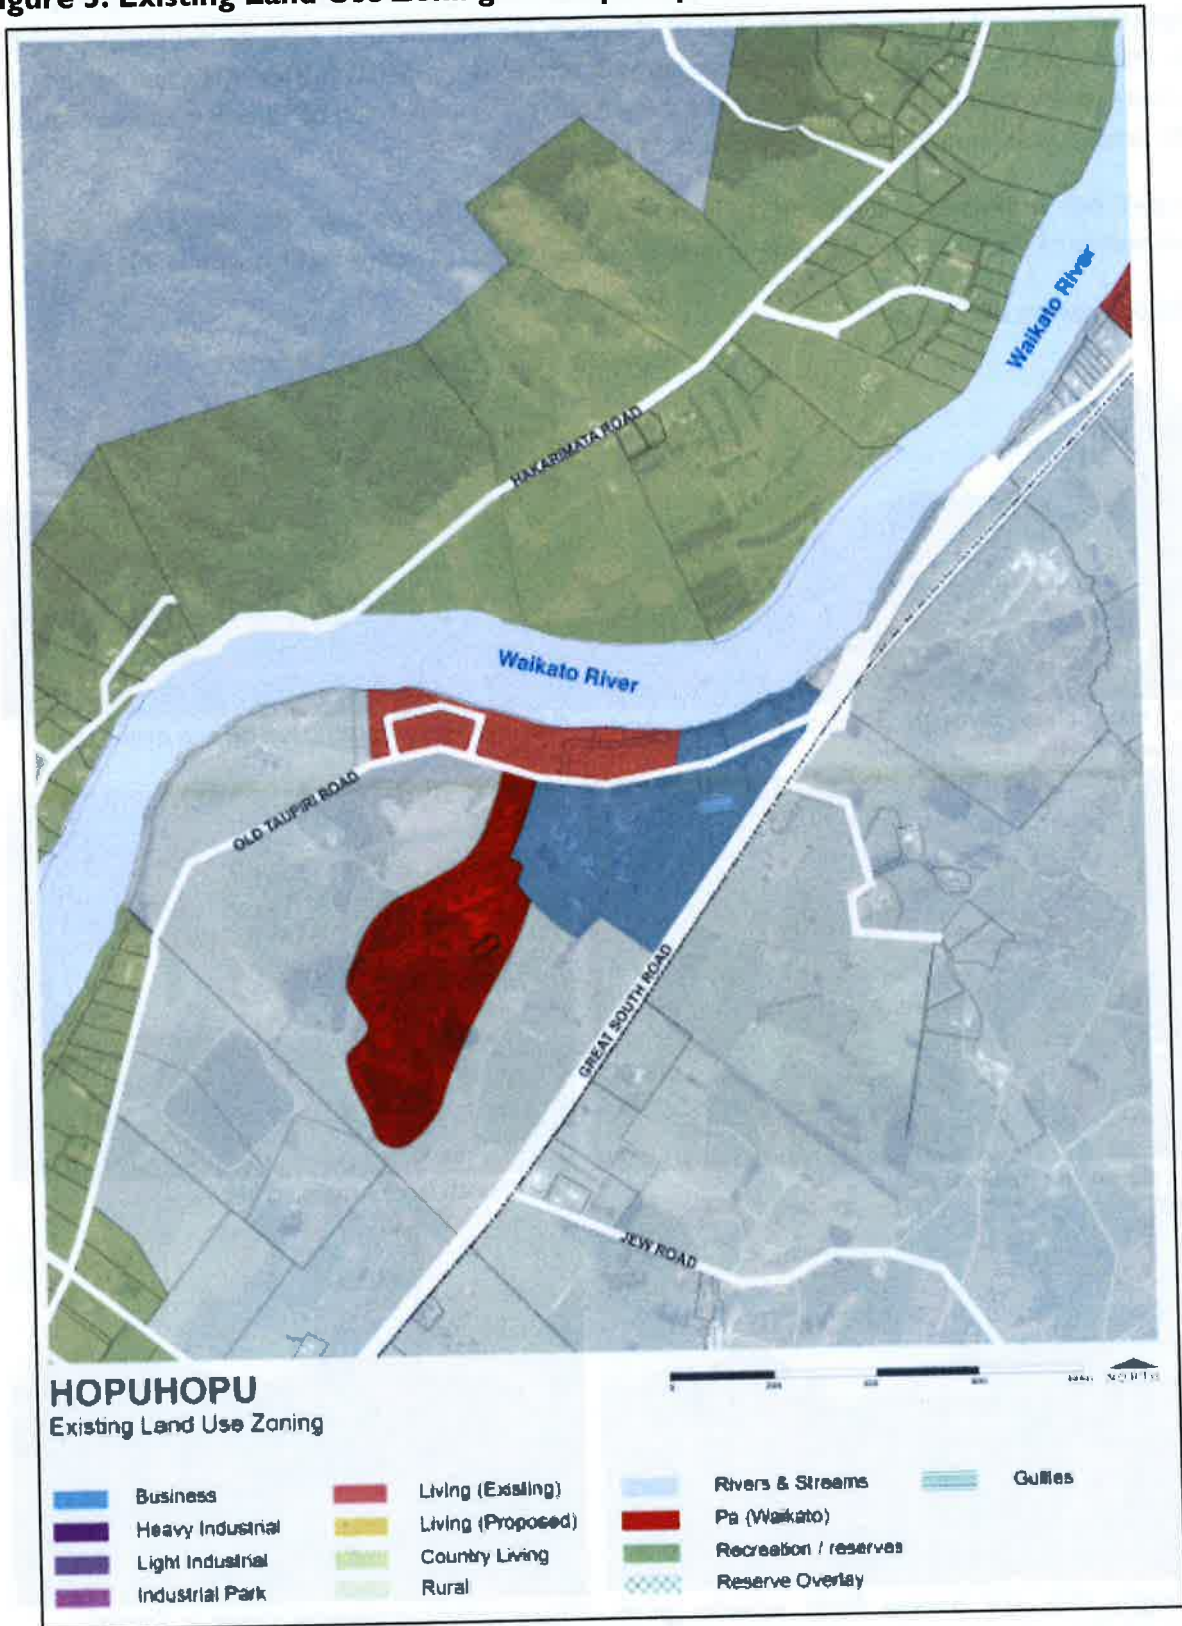 HAKARIMATA ROAD
Waikato River
Waikato River
OLD TAUPIRI ROAD
GREAT SOUTH ROAD
JEW ROAD
HOPUHOPU
Existing Land Use Zoning
NORTH
Business
Heavy Industrial
Light Industrial
Industrial Park
Living (Existing)
Living (Proposed)
Country Living
Rural
Rivers & Streams
Pa (Waikato)
Recreation / reserves
Reserve Overlay
Gullies